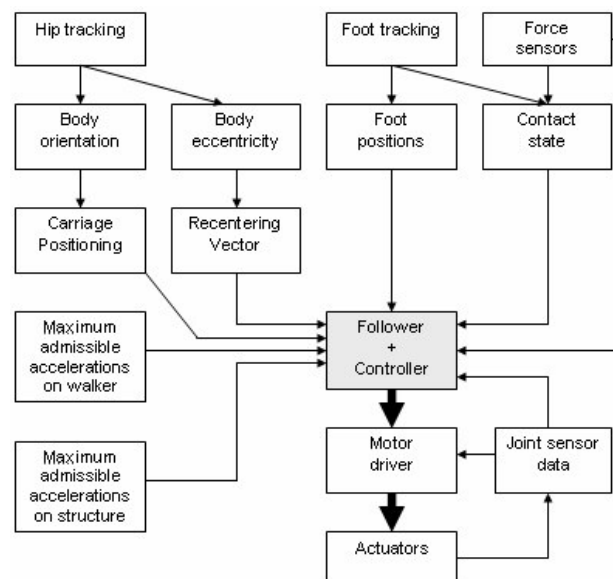 Hip tracking
Foot tracking
Force
sensors
Body
orientation
Body
eccentricity
Foot
positions
Contact
state
Carriage
Positioning
Recentering
Vector
Maximum
admissible
accelerations
on walker
Follower
+
Controller
Maximum
admissible
accelerations
on structure
Motor
driver
Joint sensor
data
Actuators